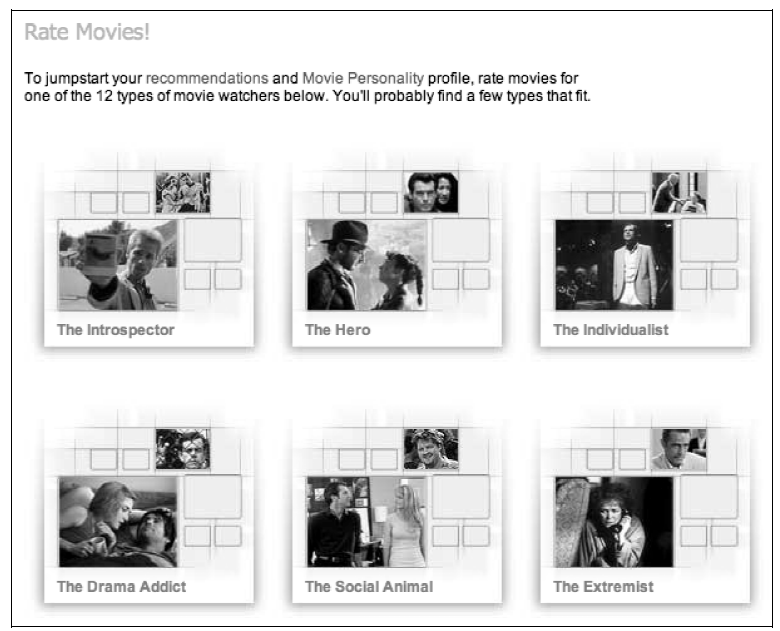 Rate Movies!
To jumpstart your recommendations and Movie Personality profile, rate movies for
one of the 12 types of movie watchers below. You'll probably find a few types that fit.
The Introspector
The Hero
The Individualist
The Drama Addict
The Social Animal
The Extremist